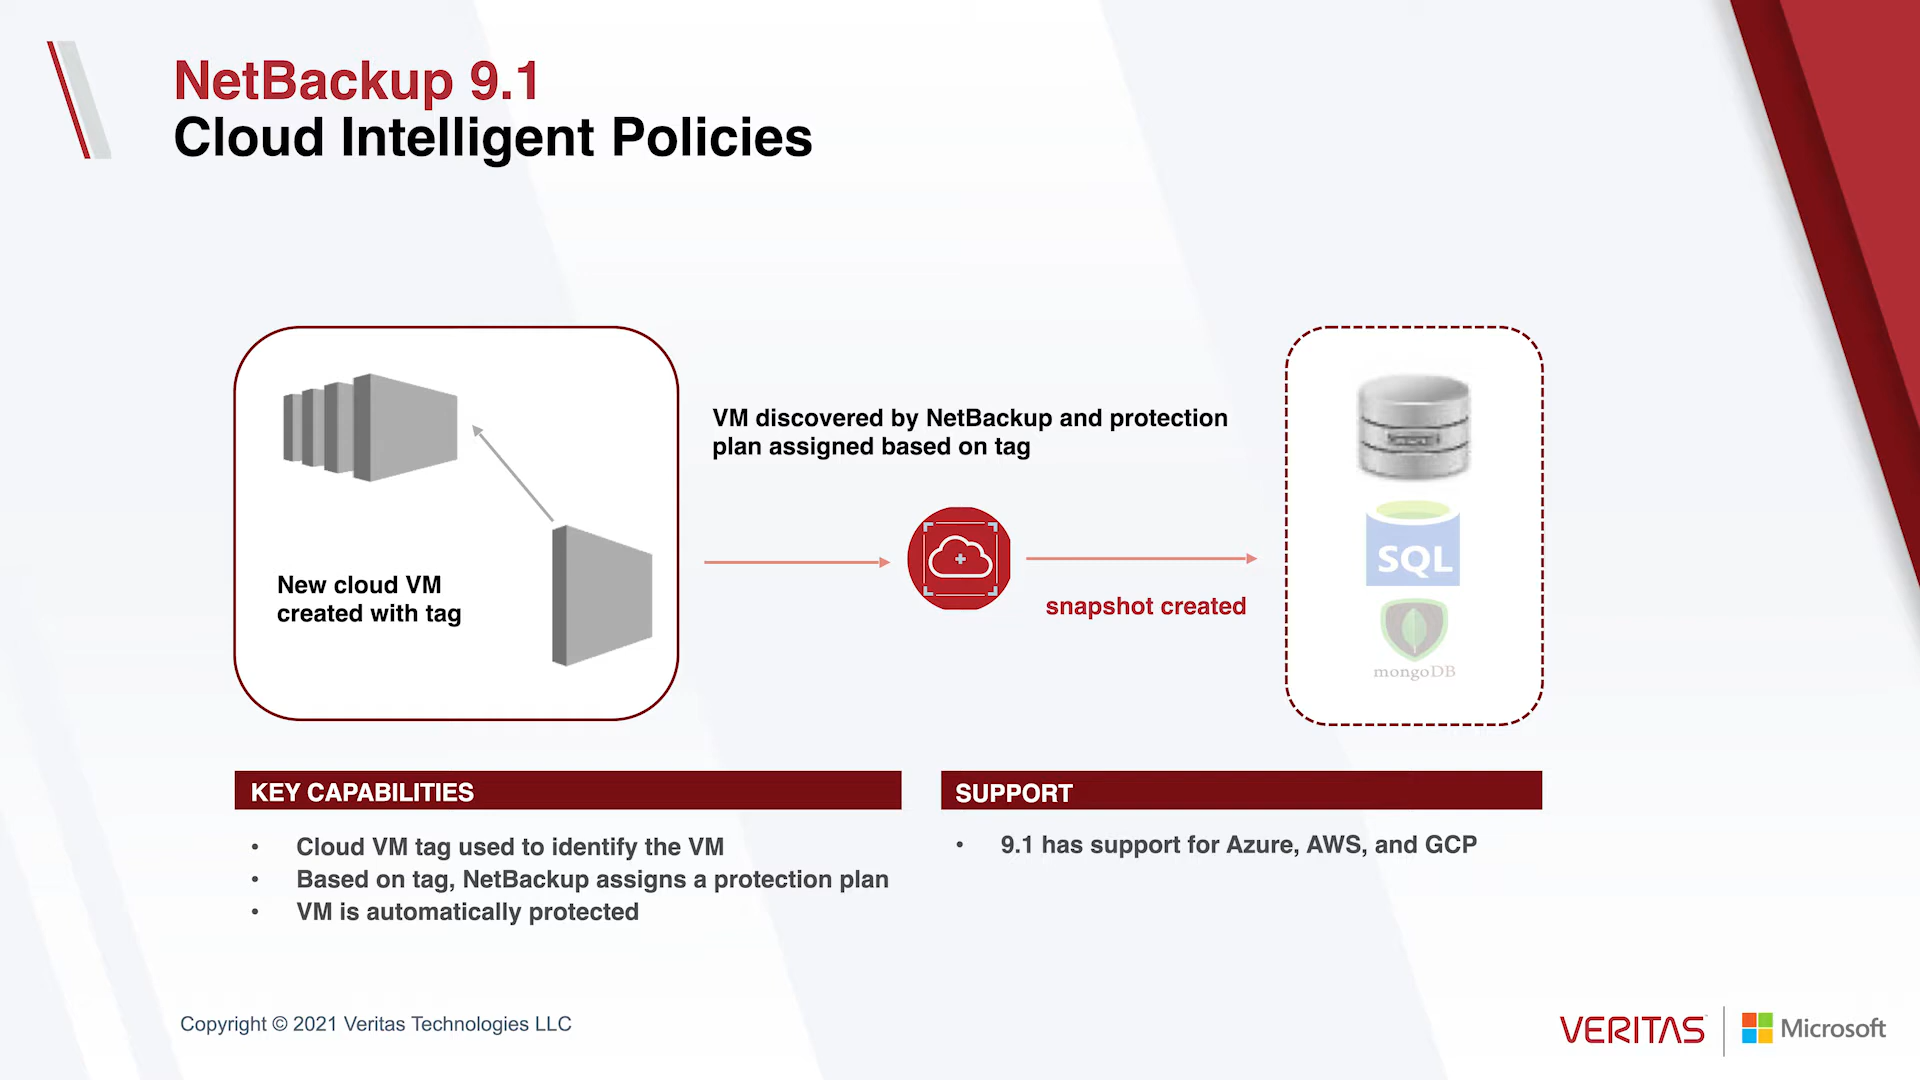 NetBackup 9.1
Cloud Intelligent Policies
VM discovered by NetBackup and protection
plan assigned based on tag
New cloud VM
created with tag
snapshot created
SQL
mongoDB
KEY CAPABILITIES
• Cloud VM tag used to identify the VM
• Based on tag, NetBackup assigns a protection plan
• VM is automatically protected
SUPPORT
• 9.1 has support for Azure, AWS, and GCP
Copyright © 2021 Veritas Technologies LLC
VERITAS
Microsoft